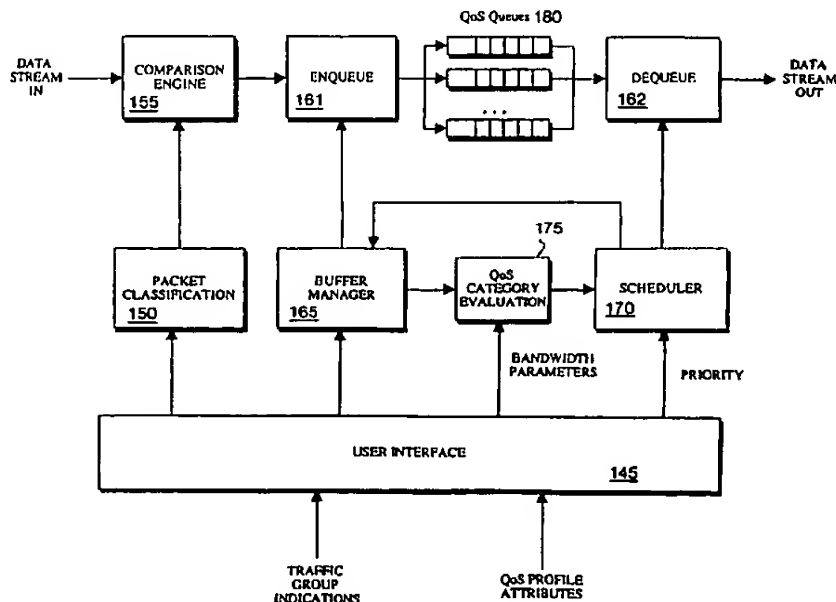 QoS Queues 180
DATA
STREAM
IN
COMPARISON
ENGINE
155
ENQUEUE
161
. . .
DEQUEUE
162
DATA
STREAM
OUT
175
PACKET
CLASSIFICATION
150
BUFFER
MANAGER
165
QoS
CATEGORY
EVALUATION
SCHEDULER
170
BANDWIDTH
PARAMETERS
PRIORITY
USER INTERFACE
145
TRAFFIC
GROUP
INDICATIONS
QoS PROFILE
ATTRIBUTES